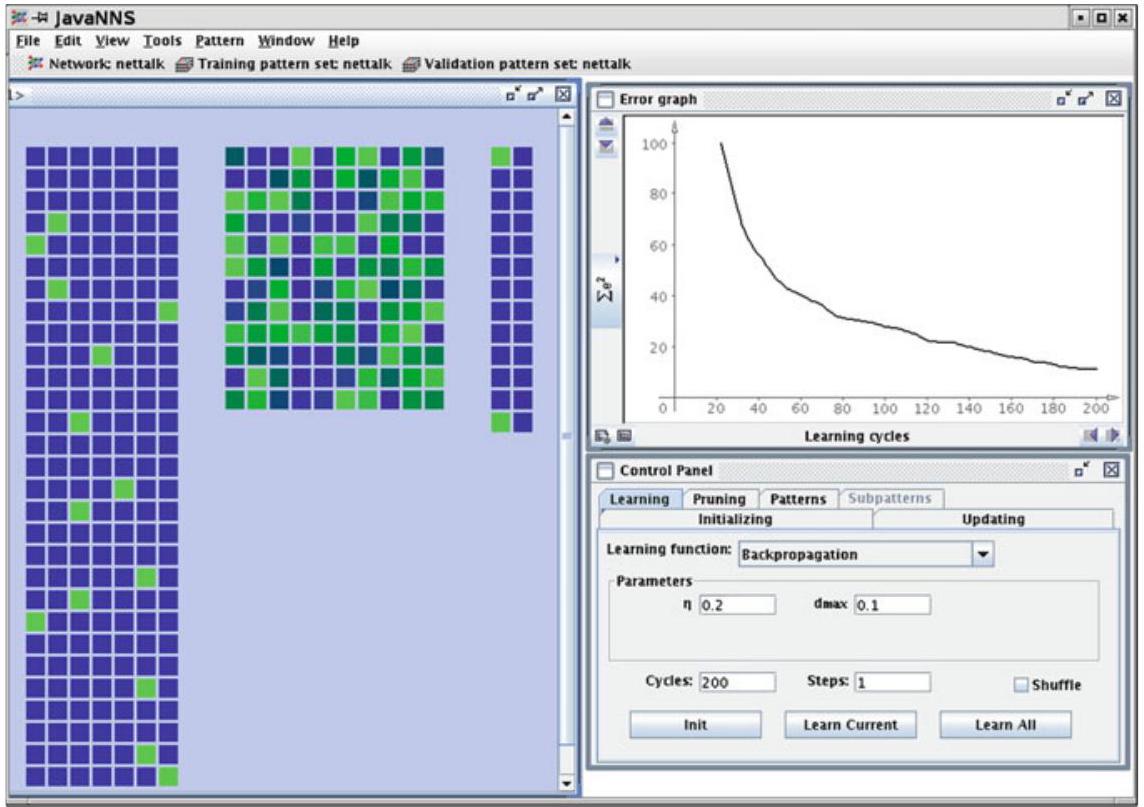 JavaNNS
File Edit View Tools Pattern Window Help
Network: nettalk Training pattern set: nettalk Validation pattern set: nettalk
1>
Error graph
100
80
60
40
20
Σe²
0 20 40 60 80 100 120 140 160 180 200
Learning cycles
Control Panel
Learning Pruning Patterns Subpatterns
Initializing Updating
Learning function: Backpropagation
Parameters
η 0.2 dmax 0.1
Cycles: 200 Steps: 1 Shuffle
Init Learn Current Learn All